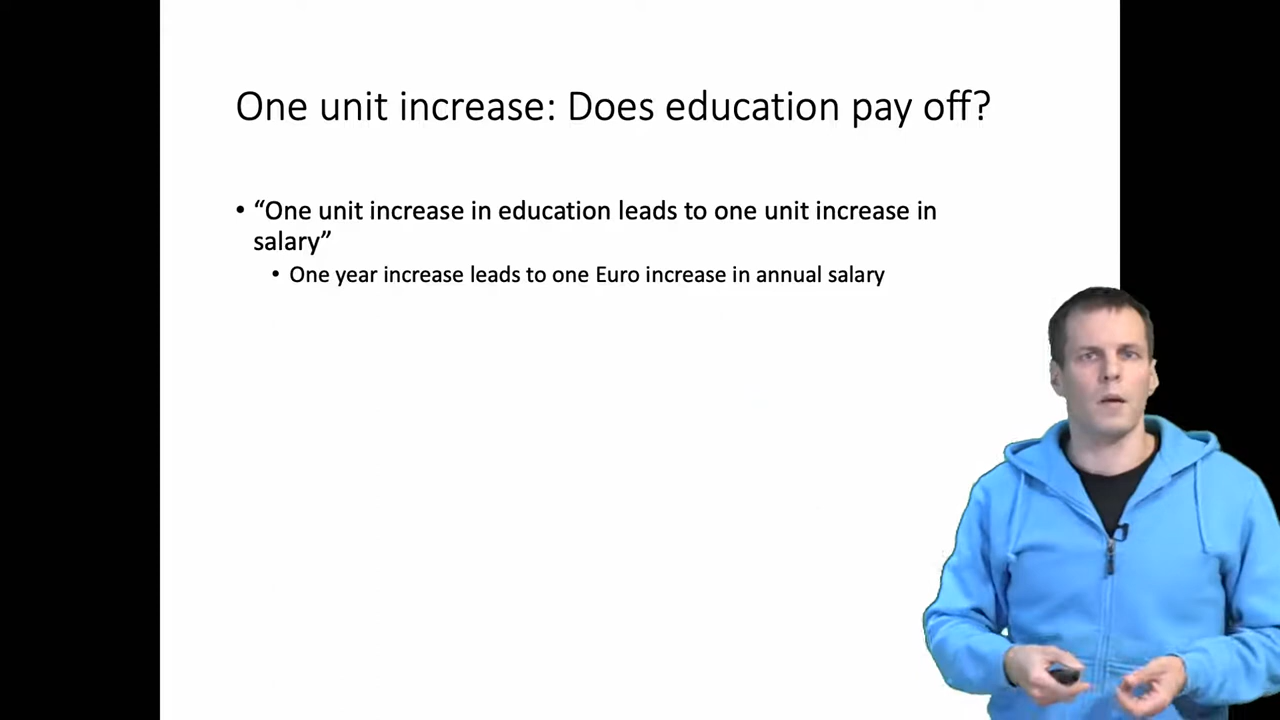 One unit increase: Does education pay off?
• “One unit increase in education leads to one unit increase in
salary”
• One year increase leads to one Euro increase in annual salary